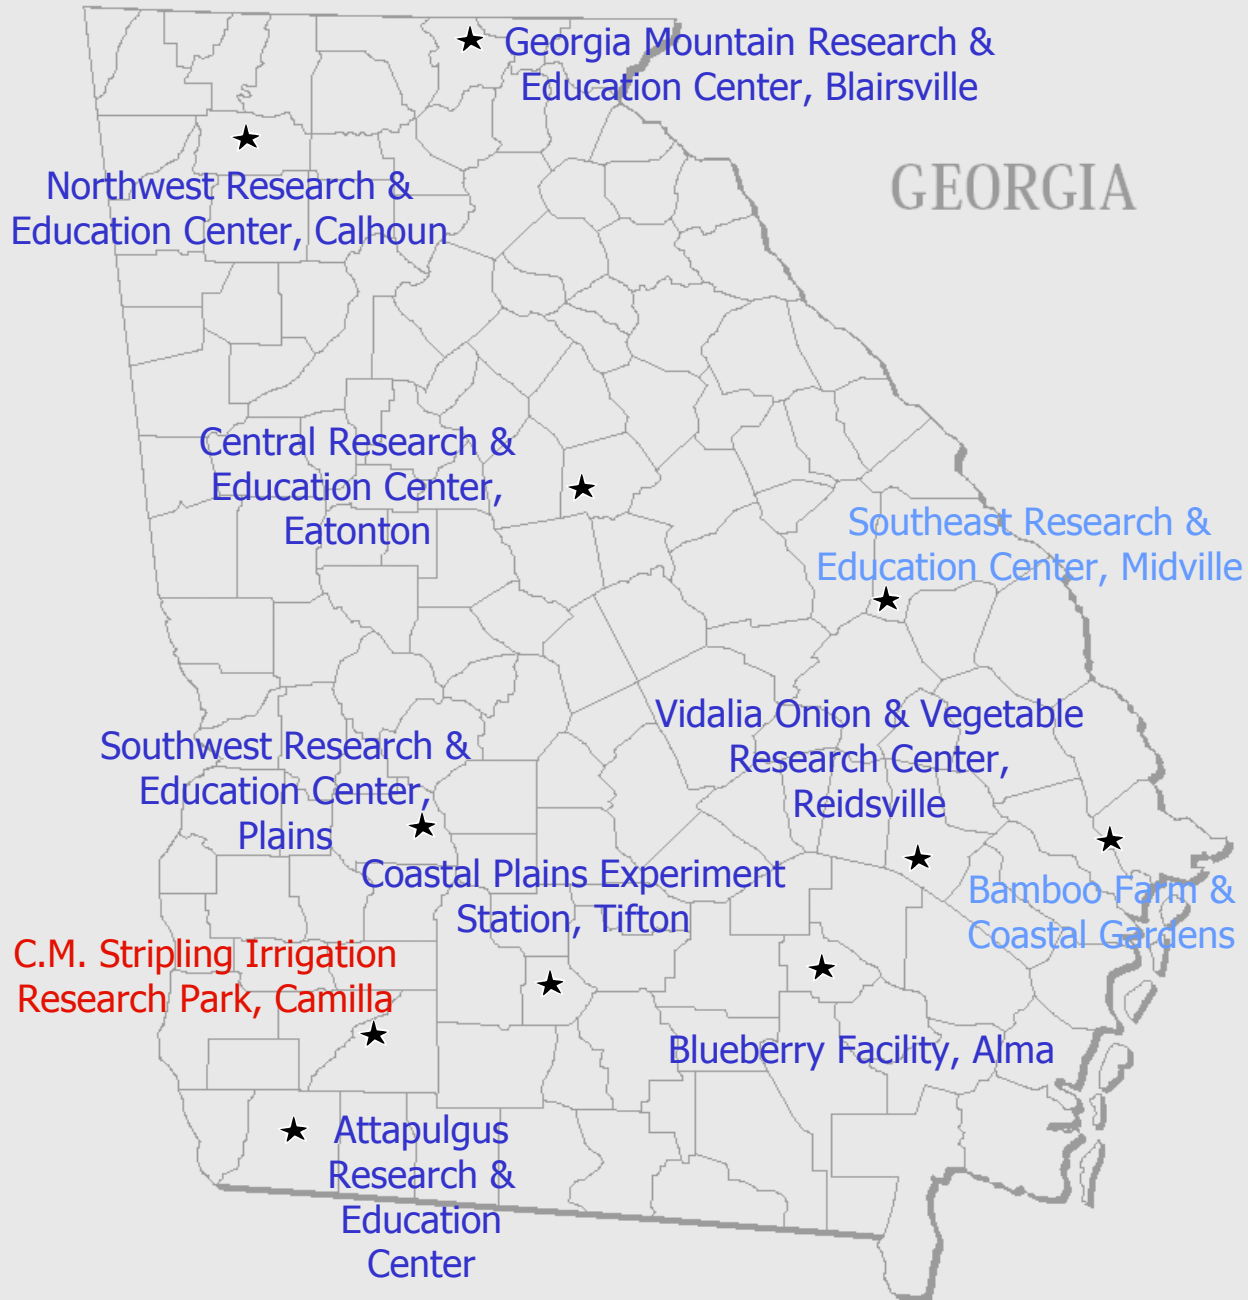 Georgia Mountain Research &
Education Center, Blairsville
GEORGIA
Northwest Research &
Education Center, Calhoun
Central Research &
Education Center,
Eatonton
Southeast Research &
Education Center, Midville
Vidalia Onion & Vegetable
Research Center,
Reidsville
Southwest Research &
Education Center,
Plains
Coastal Plains Experiment
Station, Tifton
Bamboo Farm &
Coastal Gardens
C.M. Stripling Irrigation
Research Park, Camilla
Blueberry Facility, Alma
Attapulgus
Research &
Education
Center